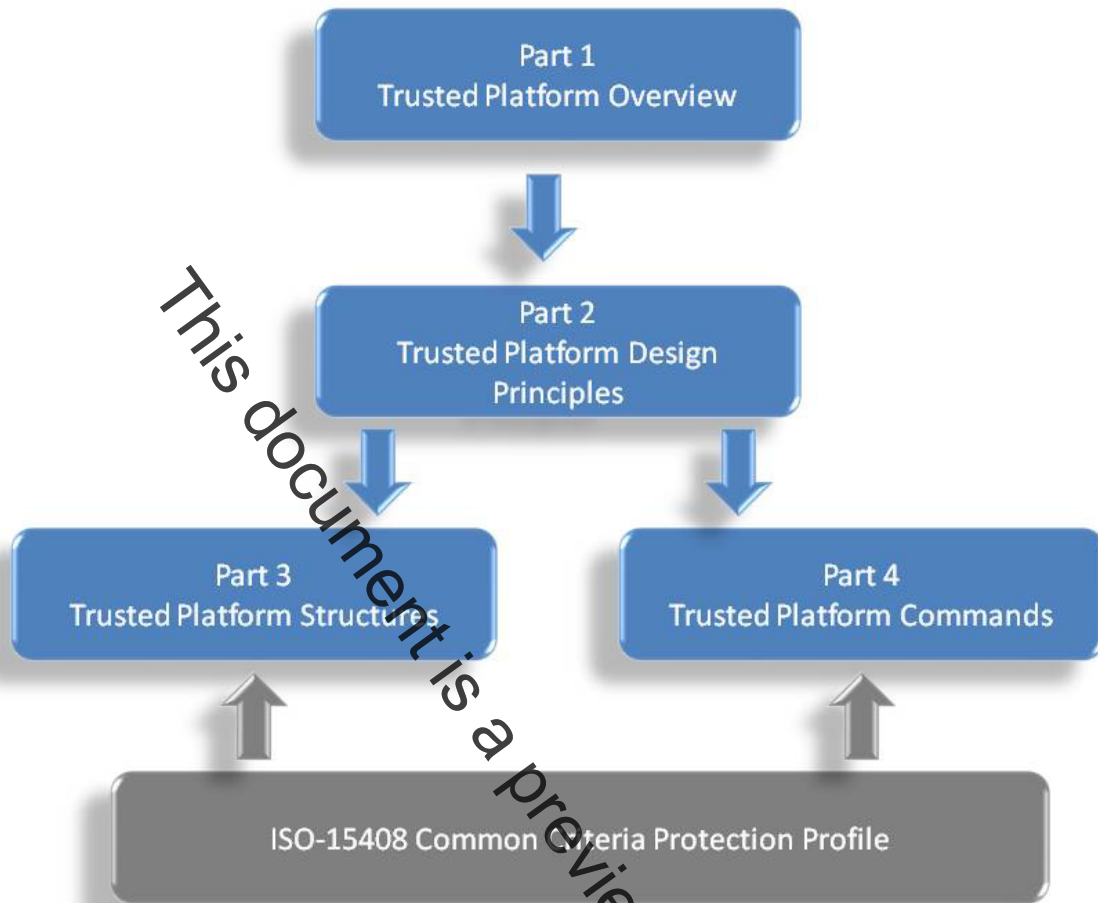 Part 1
Trusted Platform Overview
Part 2
Trusted Platform Design
Principles
Part 3
Trusted Platform Structures
Part 4
Trusted Platform Commands
ISO-15408 Common Criteria Protection Profile
This document is a preview